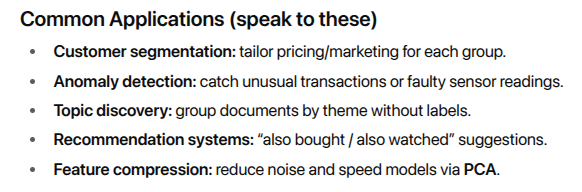 Common Applications (speak to these)
• Customer segmentation: tailor pricing/marketing for each group.
• Anomaly detection: catch unusual transactions or faulty sensor readings.
• Topic discovery: group documents by theme without labels.
• Recommendation systems: “also bought / also watched” suggestions.
• Feature compression: reduce noise and speed models via PCA.